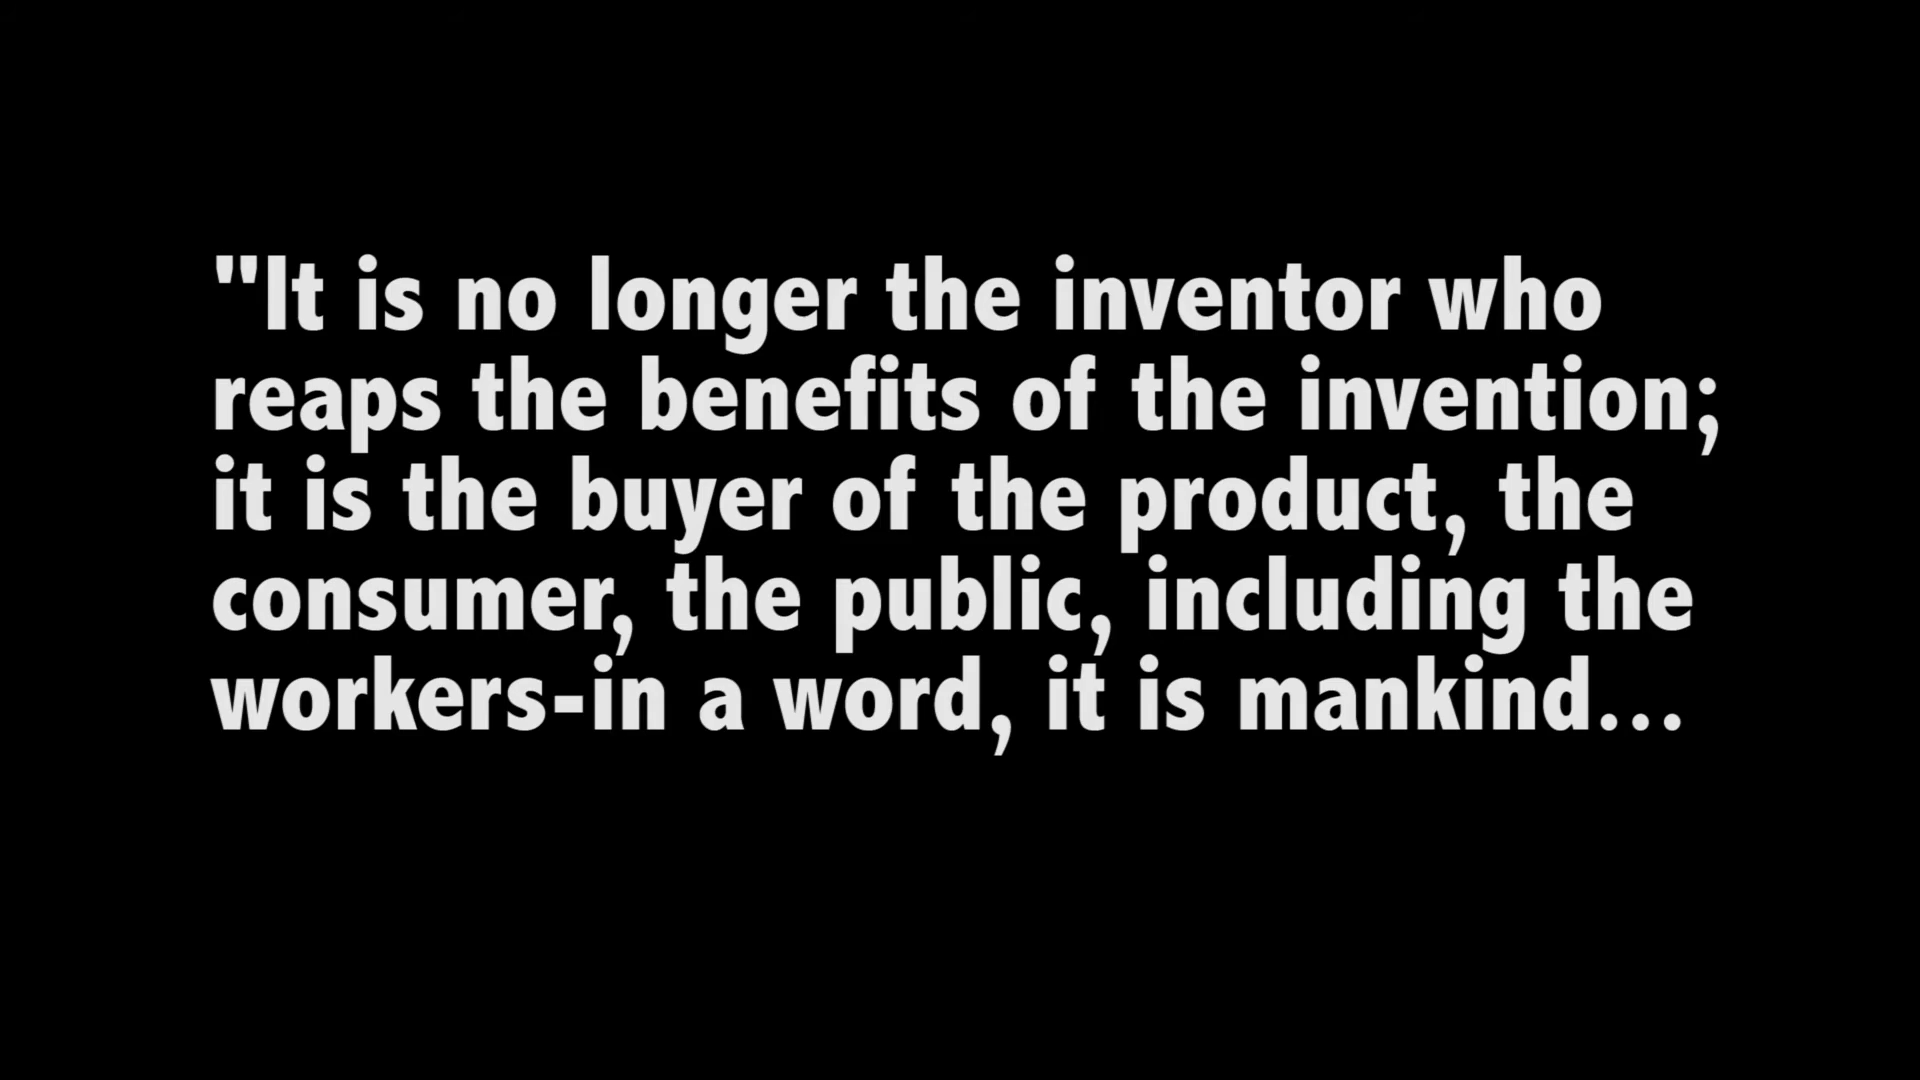 "It is no longer the inventor who
reaps the benefits of the invention;
it is the buyer of the product, the
consumer, the public, including the
workers-in a word, it is mankind...